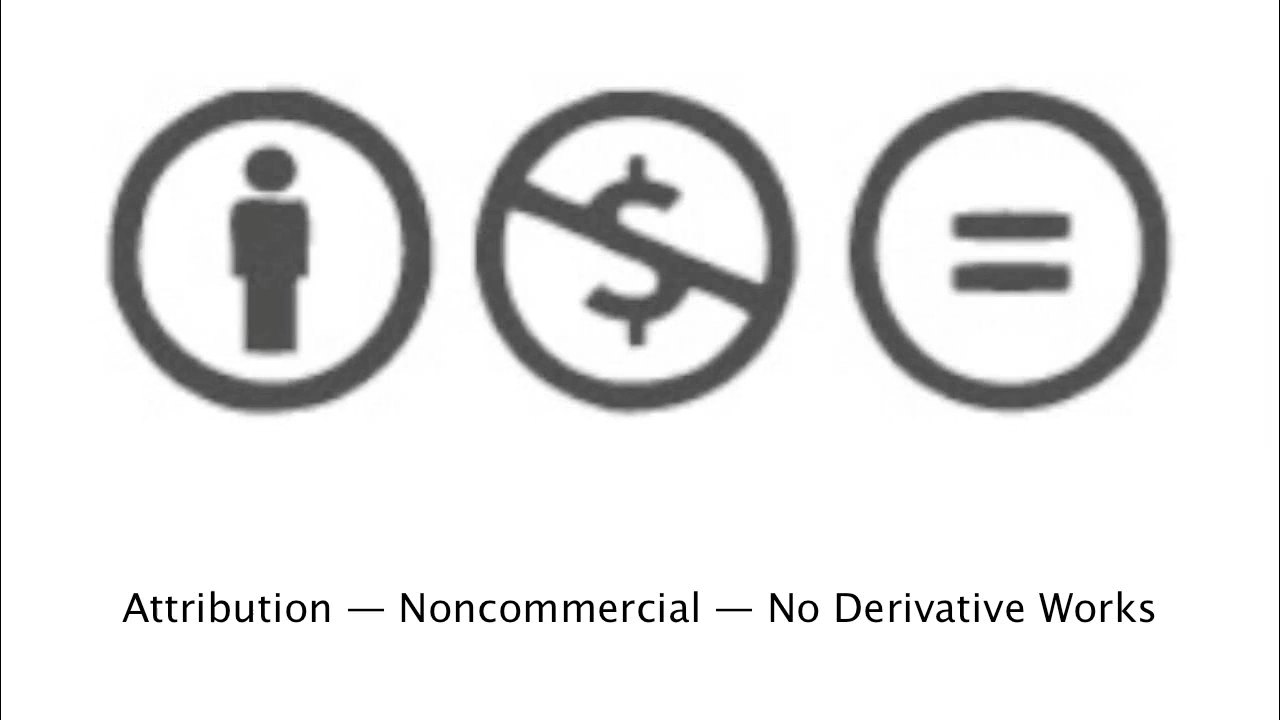 Attribution — Noncommercial — No Derivative Works